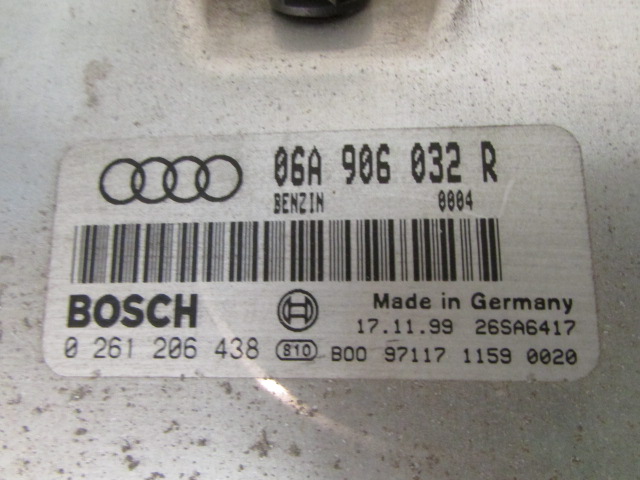 06A 906 032 R
BENZIN 0004
BOSCH
Made in Germany
17.11.99 26SA6417
0 261 206 438 810 B00 97117 1159 0020